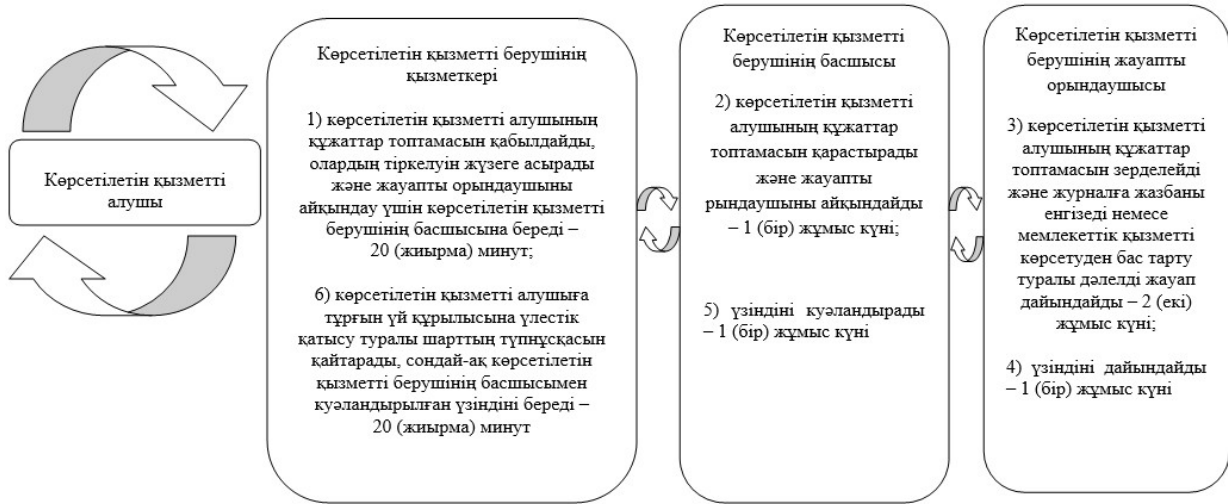 Көрсетілетін қызметті
алушы
Көрсетілетін қызметті берушінің
қызметкері
1) көрсетілетін қызметті алушының
құжаттар топтамасын қабылдайды,
олардың тіркелуін жүзеге асырады
және жауапты орындаушыны
айқындау үшін көрсетілетін қызметті
берушінің басшысына береді –
20 (жиырма) минут;
6) көрсетілетін қызметті алушыға
тұрғын үй құрылысына үлестік
қатысу туралы шарттың түпнұсқасын
қайтарады, сондай-ақ көрсетілетін
қызметті берушінің басшысымен
куәландырылған үзіндіні береді –
20 (жиырма) минут
Көрсетілетін қызметті
берушінің басшысы
2) көрсетілетін қызметті
алушының құжаттар
топтамасын қарастырады
және жауапты
рындаушыны айқындайды
– 1 (бір) жұмыс күні;
5) үзіндіні куәландырады
– 1 (бір) жұмыс күні
Көрсетілетін қызметті
берушінің жауапты
орындаушысы
3) көрсетілетін қызметті
алушының құжаттар
топтамасын зерделейді
және журналға жазбаны
енгізеді немесе
мемлекеттік қызметті
көрсетуден бас тарту
туралы дәлелді жауап
дайындайды – 2 (екі)
жұмыс күні;
4) үзіндіні дайындайды
– 1 (бір) жұмыс күні